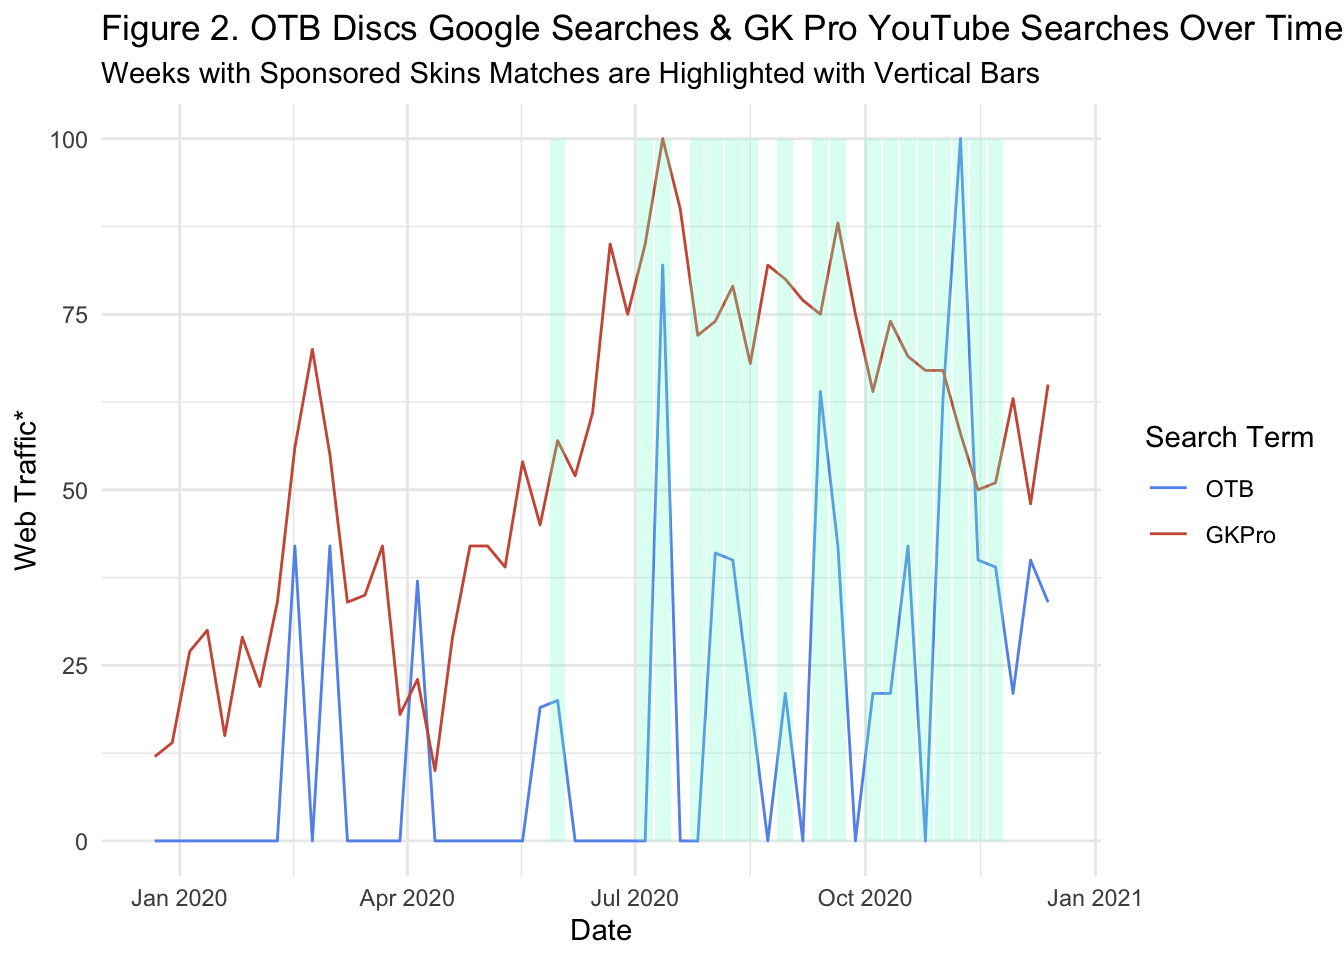 Figure 2. OTB Discs Google Searches & GK Pro YouTube Searches Over Time
Weeks with Sponsored Skins Matches are Highlighted with Vertical Bars
100
75
50
25
0
Web Traffic*
Jan 2020
Apr 2020
Jul 2020
Oct 2020
Jan 2021
Date
Search Term
OTB
GKPro